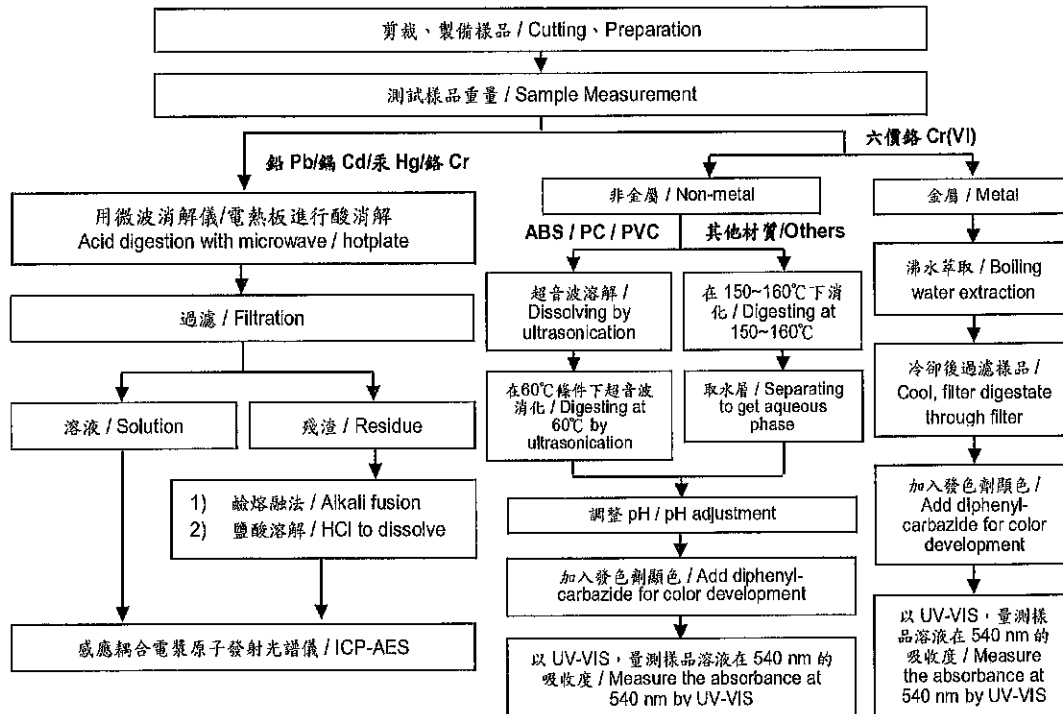 剪裁、製備樣品 / Cutting、Preparation
測試樣品重量 / Sample Measurement
鉛 Pb/鎘 Cd/汞 Hg/鉻 Cr
用微波消解儀/電熱板進行酸消解
Acid digestion with microwave / hotplate
過濾 / Filtration
溶液 / Solution
殘渣 / Residue
1) 鹼熔融法 / Alkali fusion
2) 鹽酸溶解 / HCl to dissolve
感應耦合電漿原子發射光譜儀 / ICP-AES
六價鉻 Cr(VI)
非金屬 / Non-metal
ABS / PC / PVC
超音波溶解 /
Dissolving by
ultrasonication
在60℃條件下超音波
消化 / Digesting at
60℃ by
ultrasonication
其他材質/Others
在 150~160℃下消
化 / Digesting at
150~160℃
取水層 / Separating
to get aqueous
phase
調整 pH / pH adjustment
加入發色劑顯色 / Add diphenyl-
carbazide for color development
以 UV-VIS，量測樣品溶液在 540 nm 的
吸收度 / Measure the absorbance at
540 nm by UV-VIS
金屬 / Metal
沸水萃取 / Boiling
water extraction
冷卻後過濾樣品 /
Cool, filter digestate
through filter
加入發色劑顯色
/ Add diphenyl-
carbazide for color
development
以 UV-VIS，量測樣
品溶液在 540 nm 的
吸收度 / Measure
the absorbance at
540 nm by UV-VIS